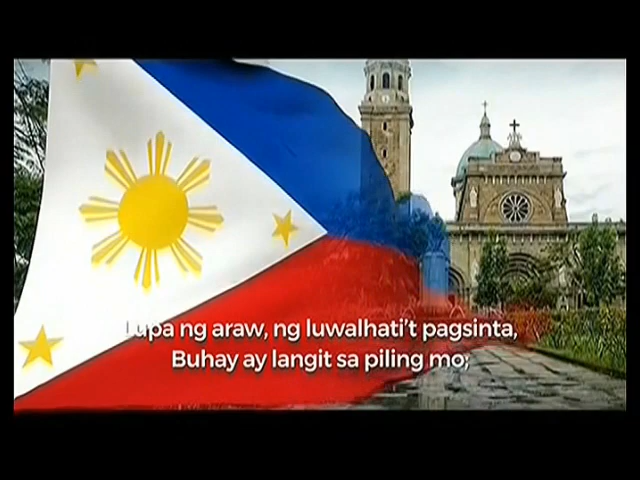 Lupa ng araw, ng luwalhati't pagsinta,
Buhay ay langit sa piling mo;